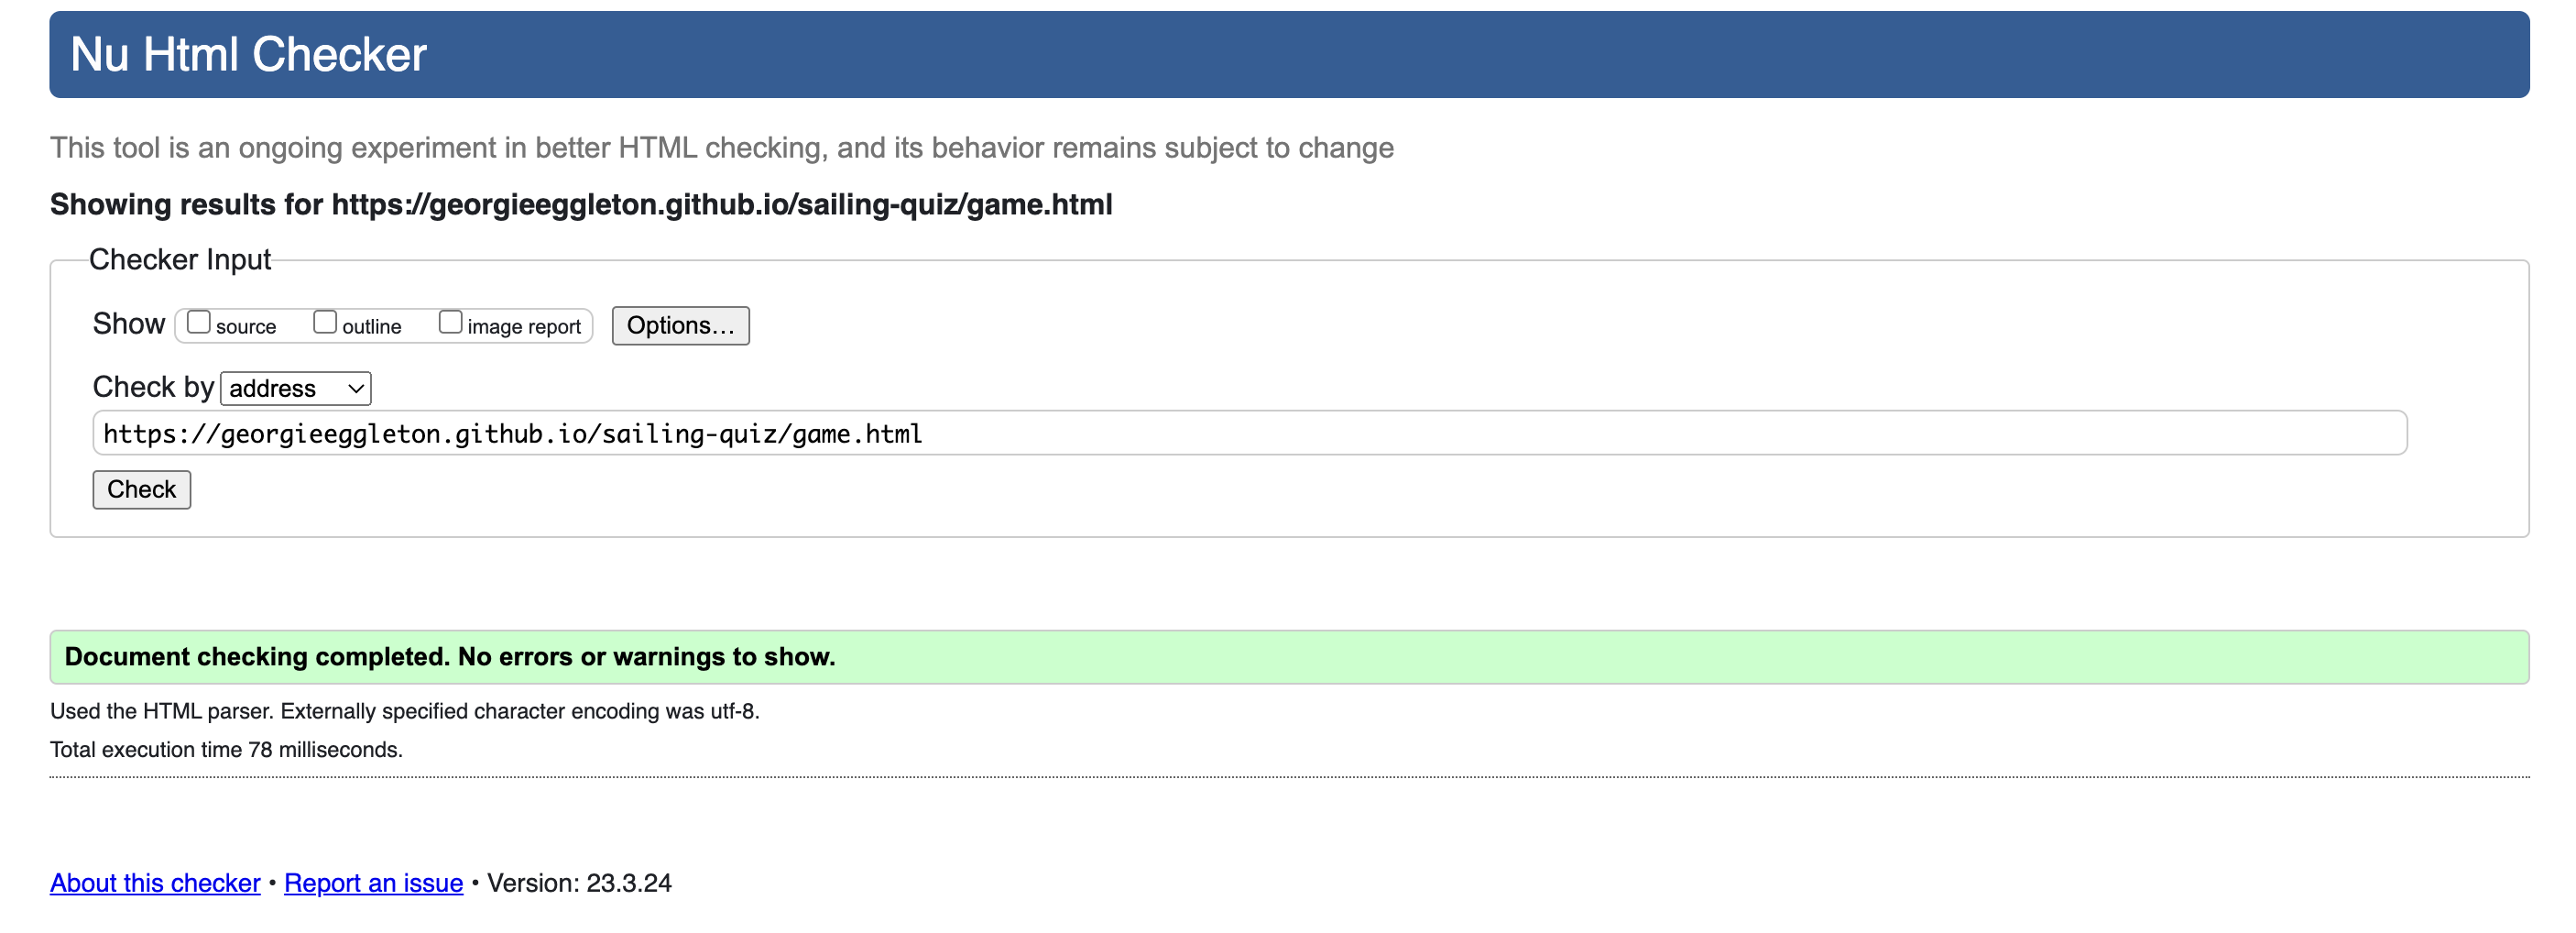 Nu Html Checker
This tool is an ongoing experiment in better HTML checking, and its behavior remains subject to change
Showing results for https://georgieeggleton.github.io/sailing-quiz/game.html
Checker Input
Show source outline image report Options...
Check by address
https://georgieeggleton.github.io/sailing-quiz/game.html
Check
Document checking completed. No errors or warnings to show.
Used the HTML parser. Externally specified character encoding was utf-8.
Total execution time 78 milliseconds.
About this checker • Report an issue • Version: 23.3.24